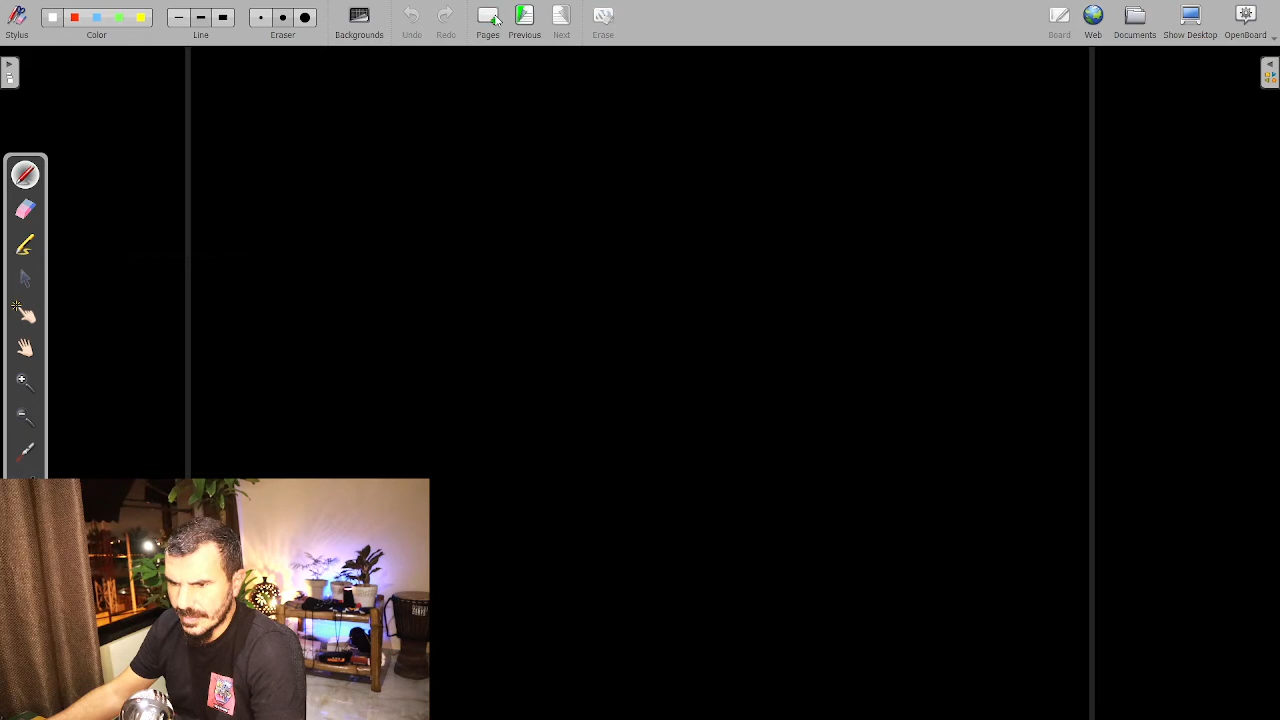 Stylus
Color
Line
Eraser
Backgrounds
Undo
Redo
Pages
Previous
Next
Erase
Board
Web
Documents
Show Desktop
OpenBoard